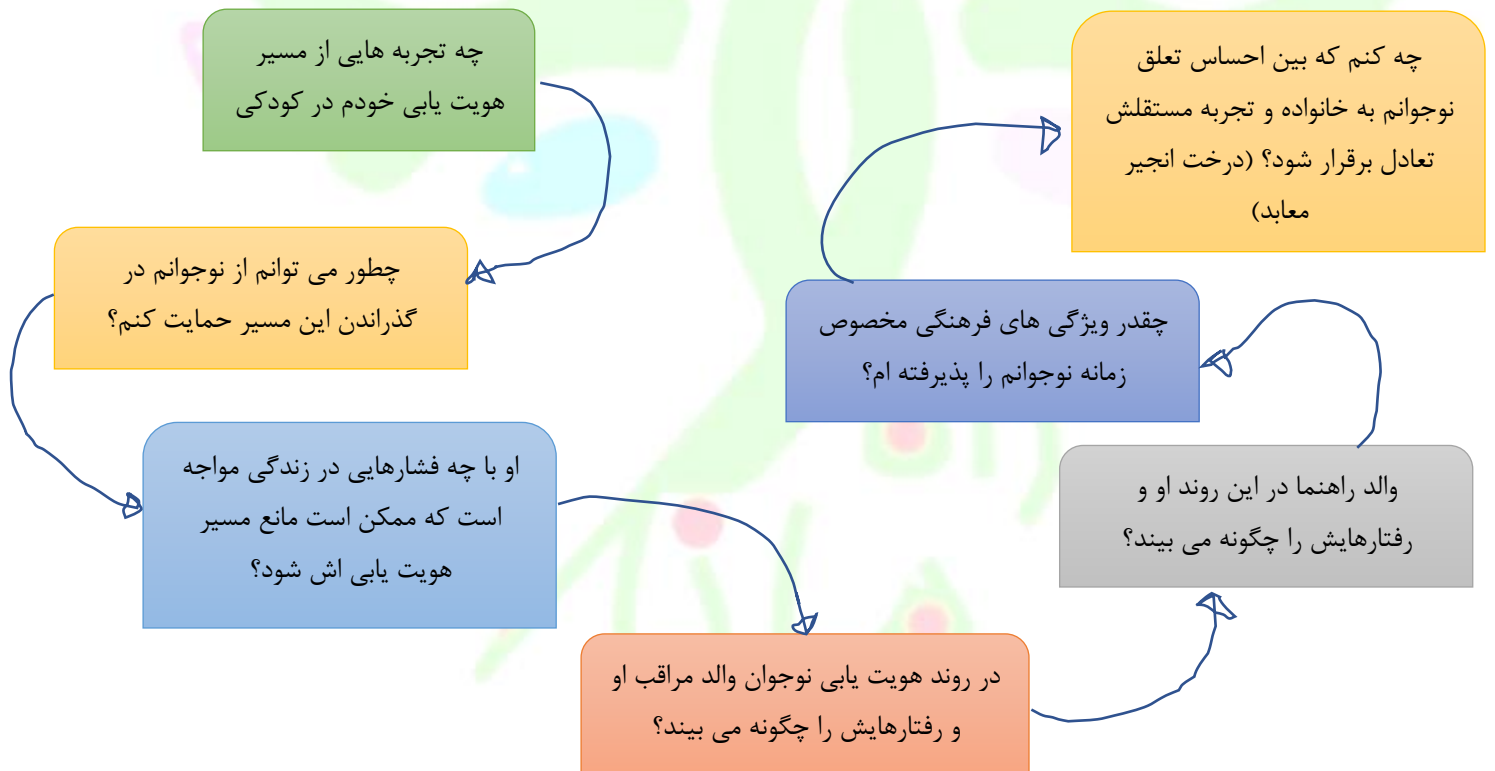 چه تجربه هایی از مسیر
هویت یابی خودم در کودکی
چطور می توانم از نوجوانم در
گذراندن این مسیر حمایت کنم؟
او با چه فشارهایی در زندگی مواجه
است که ممکن است مانع مسیر
هویت یابی اش شود؟
در روند هویت یابی نوجوان والد مراقب او
و رفتارهایش را چگونه می بیند؟
والد راهنما در این روند او و
رفتارهایش را چگونه می بیند؟
چقدر ویژگی های فرهنگی مخصوص
زمانه نوجوانم را پذیرفته ام؟
چه کنم که بین احساس تعلق
نوجوانم به خانواده و تجربه مستقلش
تعادل برقرار شود؟ (درخت انجیر
معابد)